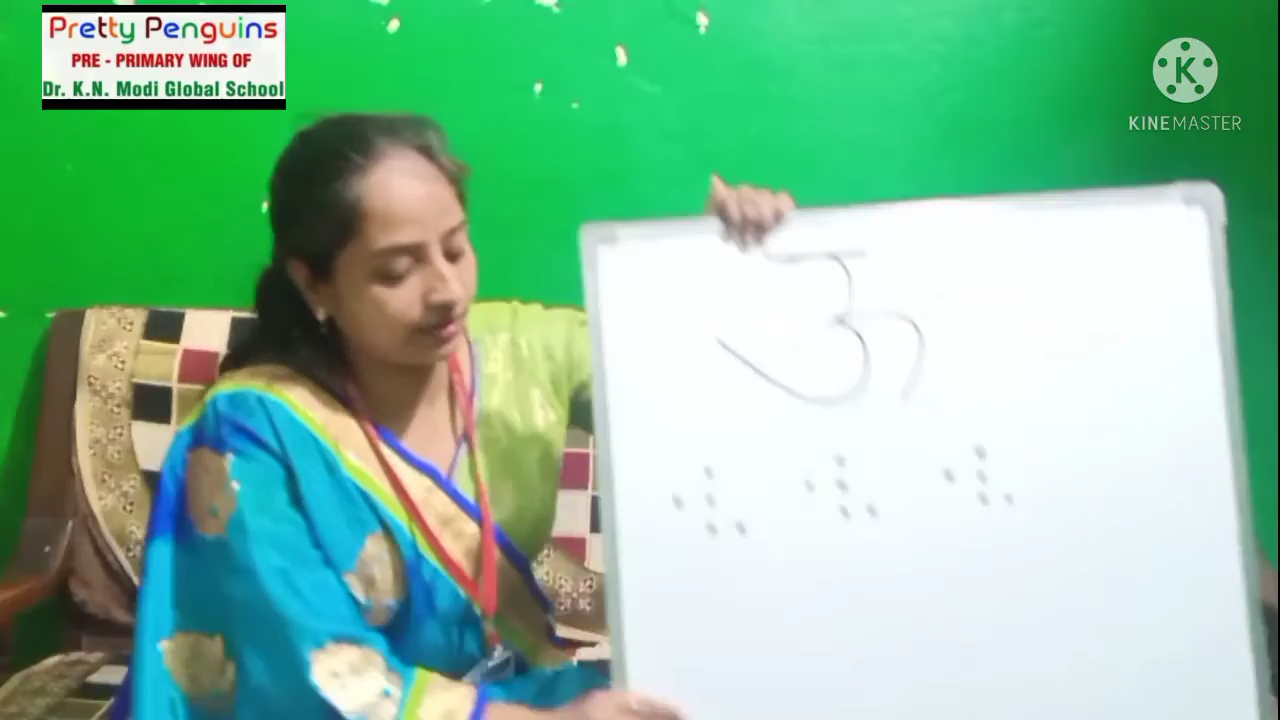 Pretty Penguins
PRE - PRIMARY WING OF
Dr. K.N. Modi Global School
K
KINEMASTER
ऊ